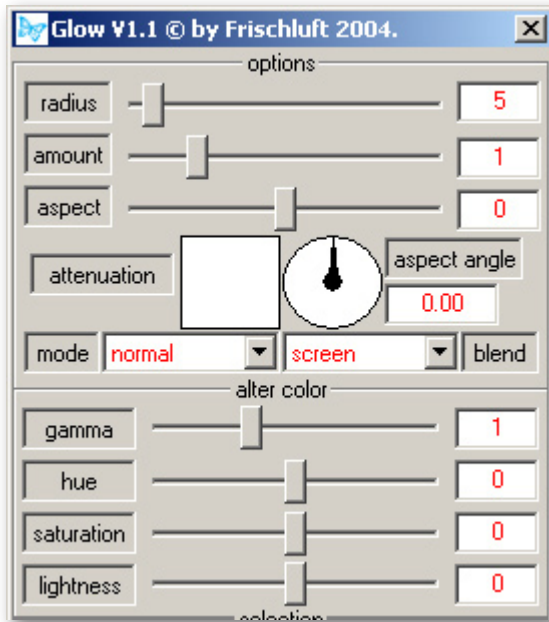 Glow V1.1 © by Frischluft 2004.
options
radius 5
amount 1
aspect 0
attenuation aspect angle
0.00
mode normal screen blend
alter color
gamma 1
hue 0
saturation 0
lightness 0
selection